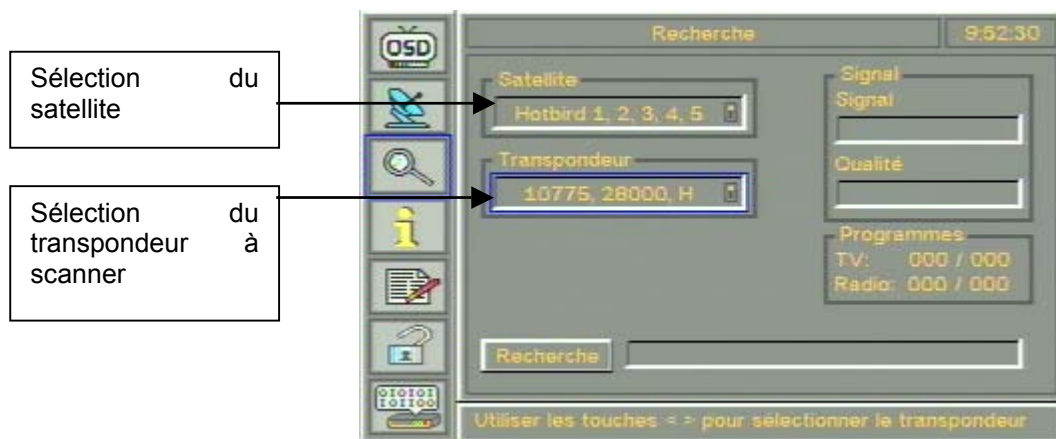 Sélection du
satellite
Sélection du
transpondeur à
scanner
OSD
Recherche
9:52:30
Satellite
Hotbird 1, 2, 3, 4, 5
Transpondeur
10775, 28000, H
Signal
Signal
Qualité
Programmes
TV: 000 / 000
Radio: 000 / 000
Recherche
010101
101100
Utiliser les touches < > pour sélectionner le transpondeur